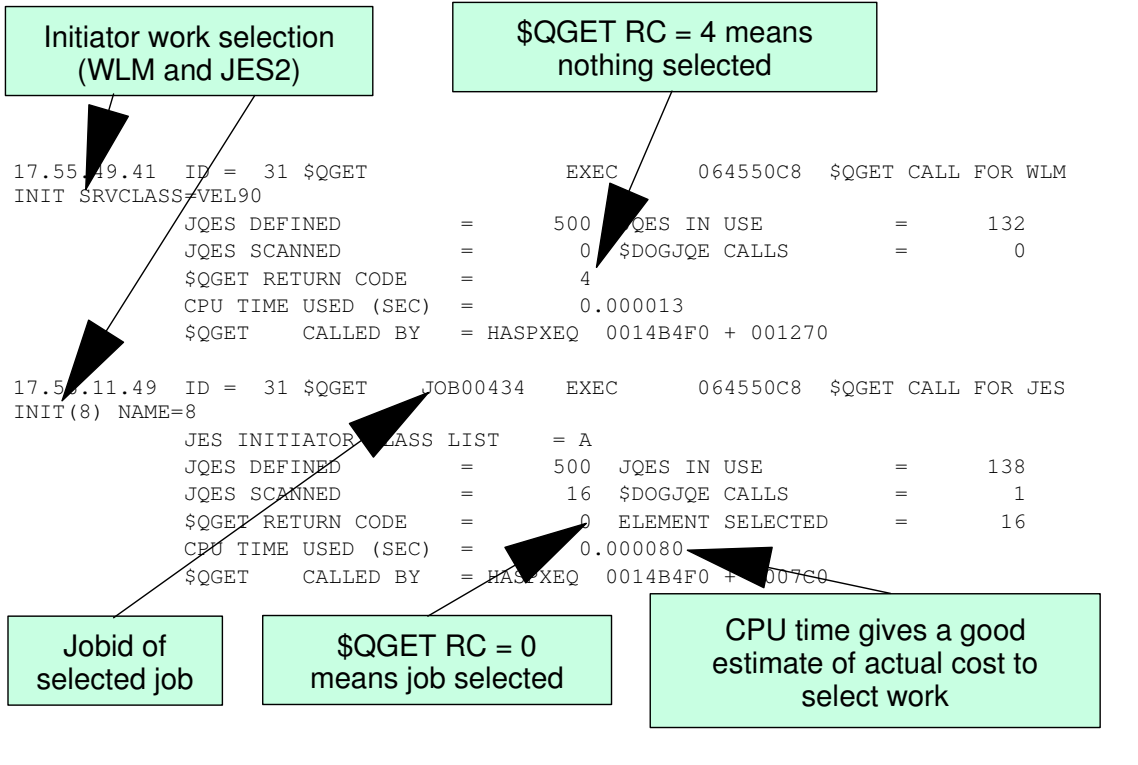 Initiator work selection
(WLM and JES2)
$QGET RC = 4 means
nothing selected
17.55.49.41 ID = 31 $QGET EXEC 064550C8 $QGET CALL FOR WLM
INIT SRVCLASS=VEL90
JQES DEFINED = 500 JQES IN USE = 132
JQES SCANNED = 0 $DOGJQE CALLS = 0
$QGET RETURN CODE = 4
CPU TIME USED (SEC) = 0.000013
$QGET CALLED BY = HASPXEQ 0014B4F0 + 001270
ID = 31 $QGET JOB00434 EXEC 064550C8 $QGET CALL FOR JES
INIT(8) NAME=8
JES INITIATOR CLASS LIST = A
JQES DEFINED = 500 JQES IN USE = 138
JQES SCANNED = 16 $DOGJQE CALLS = 1
$QGET RETURN CODE = 0 ELEMENT SELECTED = 16
CPU TIME USED (SEC) = 0.000080
$QGET CALLED BY = HASPXEQ 0014B4F0 + 0007C0
Jobid of
selected job
$QGET RC = 0
means job selected
CPU time gives a good
estimate of actual cost to
select work